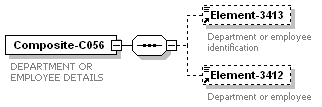 Element-3413
Department or employee
identification
Composite-C056
DEPARTMENT OR
EMPLOYEE DETAILS
Element-3412
Department or employee